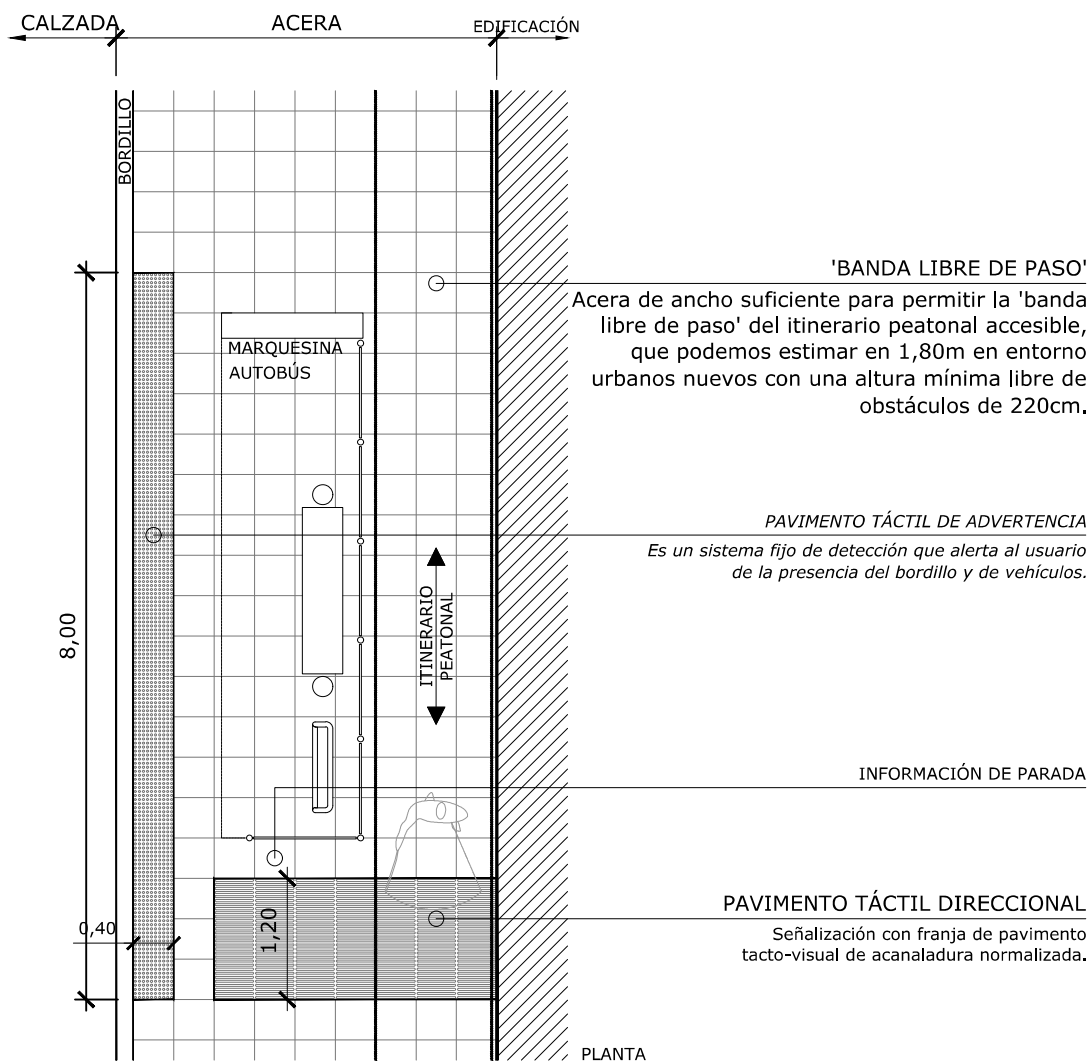 CALZADA
ACERA
EDIFICACIÓN
BORDILLO
'BANDA LIBRE DE PASO'
Acera de ancho suficiente para permitir la 'banda
libre de paso' del itinerario peatonal accesible,
que podemos estimar en 1,80m en entorno
urbanos nuevos con una altura mínima libre de
obstáculos de 220cm.
MARQUESINA
AUTOBÚS
PAVIMENTO TÁCTIL DE ADVERTENCIA
Es un sistema fijo de detección que alerta al usuario
de la presencia del bordillo y de vehículos.
8,00
ITINERARIO
PEATONAL
INFORMACIÓN DE PARADA
PAVIMENTO TÁCTIL DIRECCIONAL
Señalización con franja de pavimento
tacto-visual de acanaladura normalizada.
0,40
1,20
PLANTA